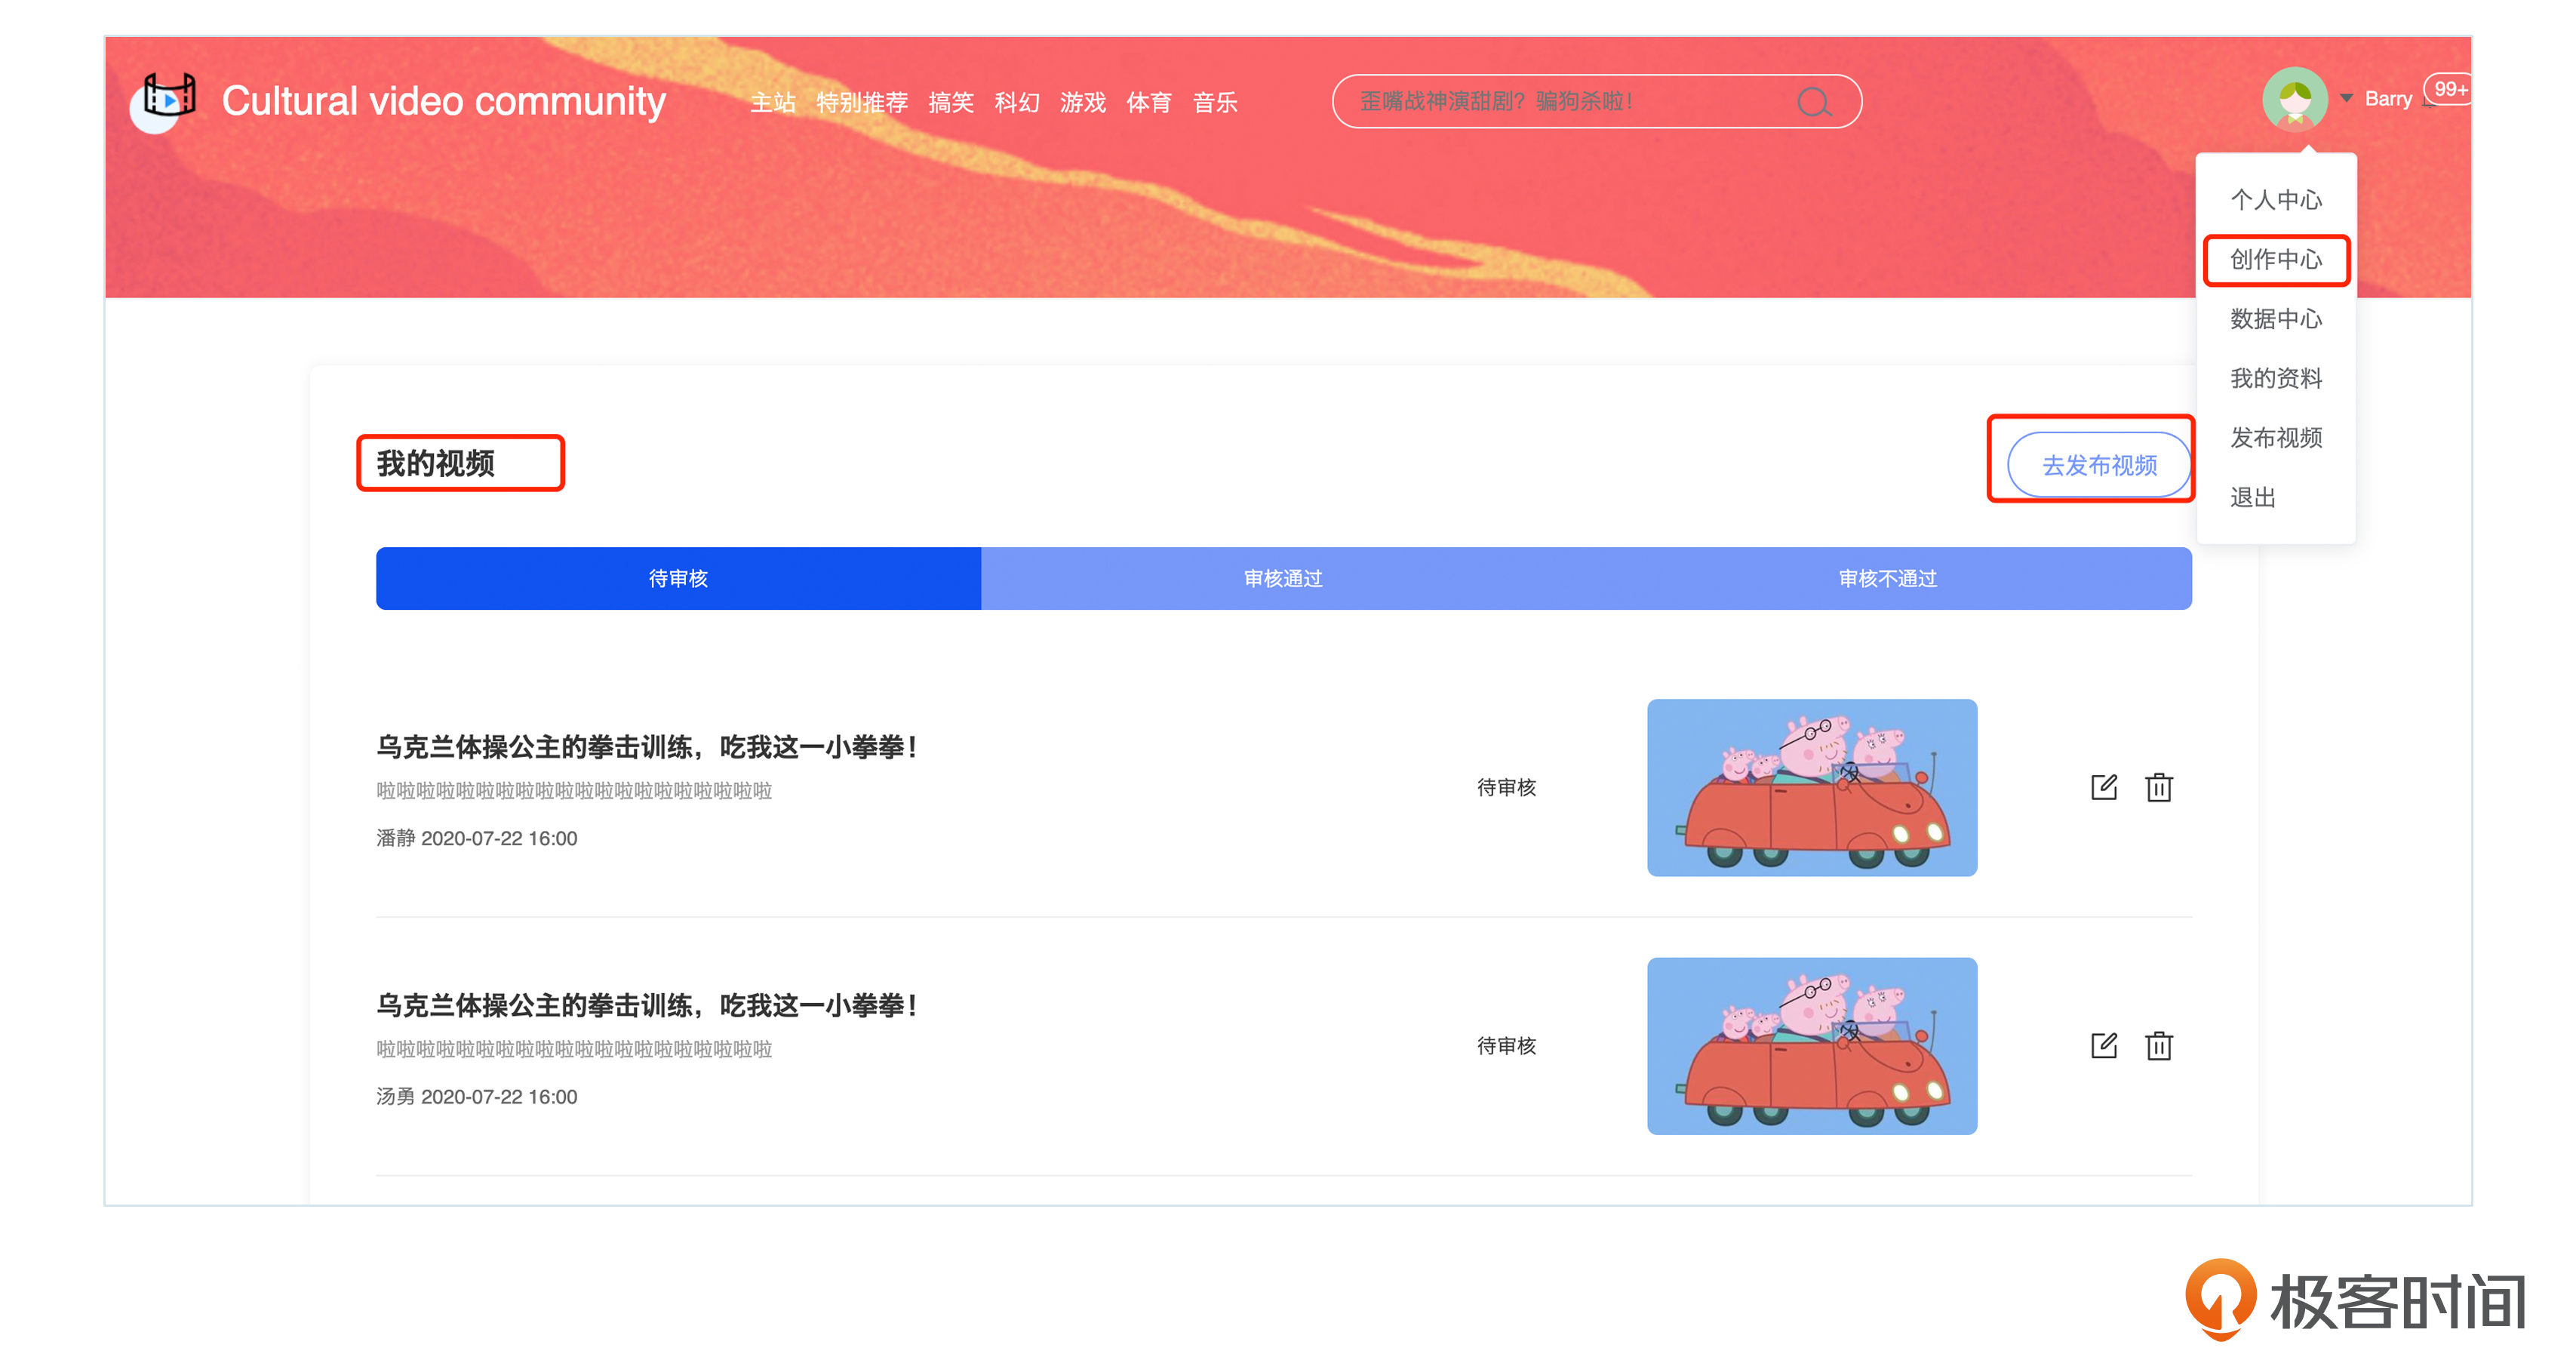 Cultural video community 主站 特别推荐 搞笑 科幻 游戏 体育 音乐 歪嘴战神演甜剧？骗狗杀啦！ Barry 99+
个人中心
创作中心
数据中心
我的资料
发布视频
退出
我的视频 去发布视频
待审核 审核通过 审核不通过
乌克兰体操公主的拳击训练，吃我这一小拳拳！
啦啦啦啦啦啦啦啦啦啦啦啦啦啦啦啦啦啦啦啦
潘静 2020-07-22 16:00
待审核
乌克兰体操公主的拳击训练，吃我这一小拳拳！
啦啦啦啦啦啦啦啦啦啦啦啦啦啦啦啦啦啦啦啦
汤勇 2020-07-22 16:00
待审核
极客时间